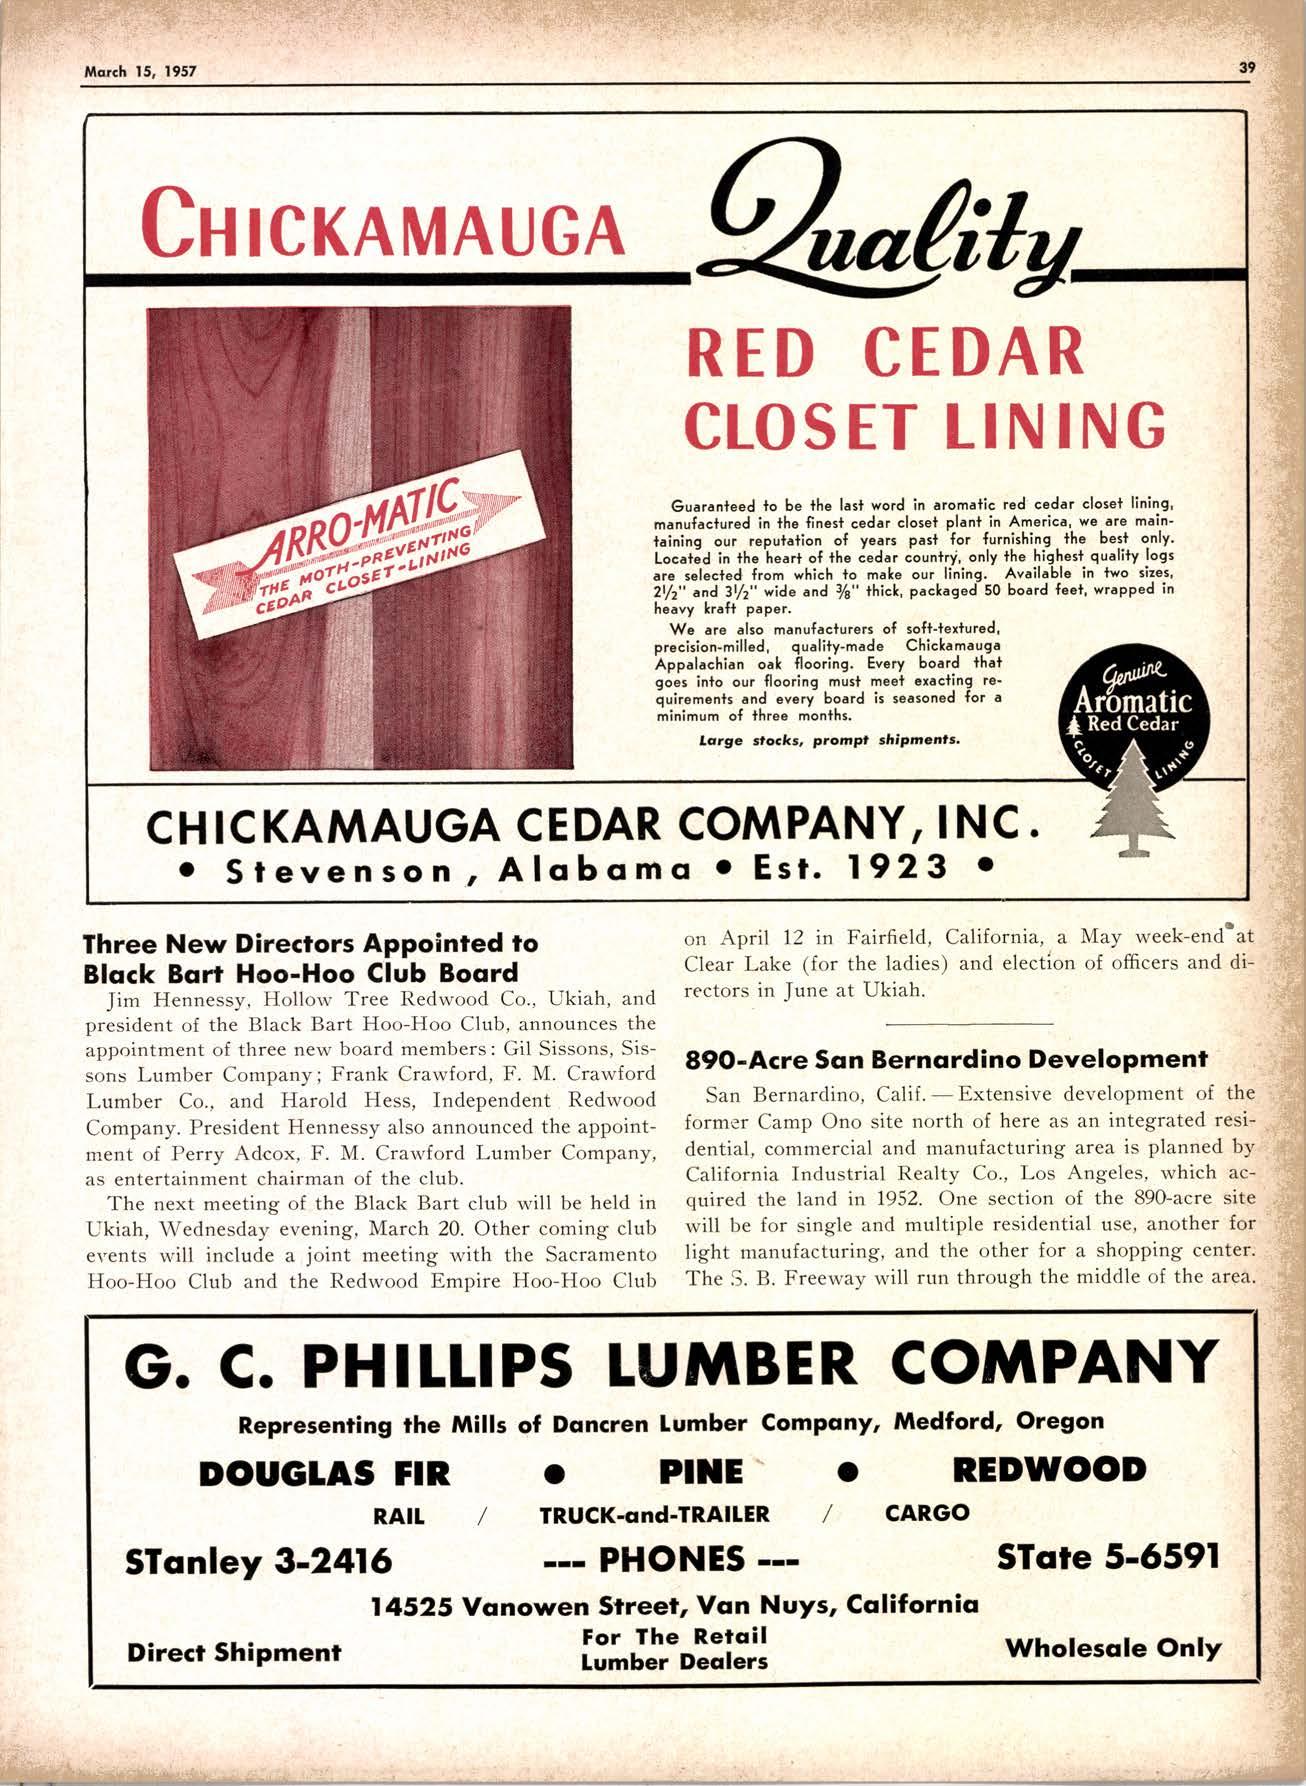 March 15, 1957
39
CHICKAMAUGA Quality
RED CEDAR
CLOSET LINING
ARRO-MATIC
THE MOTH-PREVENTING
CEDAR CLOSET-LINING
Guaranteed to be the last word in aromatic red cedar closet lining,
manufactured in the finest cedar closet plant in America, we are main-
taining our reputation of years past for furnishing the best only.
Located in the heart of the cedar country, only the highest quality logs
are selected from which to make our lining. Available in two sizes,
2½" and 3½" wide and ⅜" thick, packaged 50 board feet, wrapped in
heavy kraft paper.
We are also manufacturers of soft-textured,
precision-milled, quality-made Chickamauga
Appalachian oak flooring. Every board that
goes into our flooring must meet exacting re-
quirements and every board is seasoned for a
minimum of three months.
Large stocks, prompt shipments.
Genuine
Aromatic
Red Cedar
CLOSET LINING
CHICKAMAUGA CEDAR COMPANY, INC.
• Stevenson, Alabama • Est. 1923 •
Three New Directors Appointed to
Black Bart Hoo-Hoo Club Board
Jim Hennessy, Hollow Tree Redwood Co., Ukiah, and
president of the Black Bart Hoo-Hoo Club, announces the
appointment of three new board members: Gil Sissons, Sis-
sons Lumber Company; Frank Crawford, F. M. Crawford
Lumber Co., and Harold Hess, Independent Redwood
Company. President Hennessy also announced the appoint-
ment of Perry Adcox, F. M. Crawford Lumber Company,
as entertainment chairman of the club.
The next meeting of the Black Bart club will be held in
Ukiah, Wednesday evening, March 20. Other coming club
events will include a joint meeting with the Sacramento
Hoo-Hoo Club and the Redwood Empire Hoo-Hoo Club
on April 12 in Fairfield, California, a May week-end at
Clear Lake (for the ladies) and election of officers and di-
rectors in June at Ukiah.
890-Acre San Bernardino Development
San Bernardino, Calif. — Extensive development of the
former Camp Ono site north of here as an integrated resi-
dential, commercial and manufacturing area is planned by
California Industrial Realty Co., Los Angeles, which ac-
quired the land in 1952. One section of the 890-acre site
will be for single and multiple residential use, another for
light manufacturing, and the other for a shopping center.
The S. B. Freeway will run through the middle of the area.
G. C. PHILLIPS LUMBER COMPANY
Representing the Mills of Dancren Lumber Company, Medford, Oregon
DOUGLAS FIR • PINE • REDWOOD
RAIL / TRUCK-and-TRAILER / CARGO
STanley 3-2416 --- PHONES --- STate 5-6591
14525 Vanowen Street, Van Nuys, California
Direct Shipment
For The Retail
Lumber Dealers
Wholesale Only